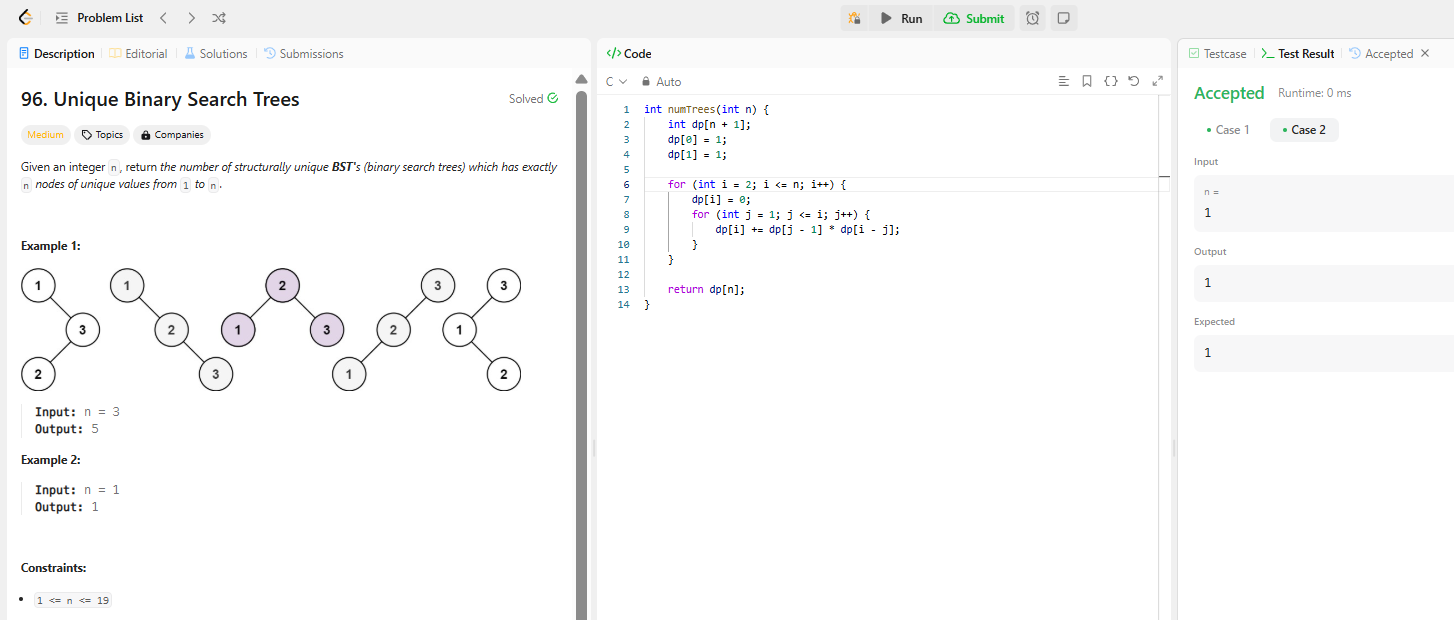 Problem List
Run
Submit
Description
Editorial
Solutions
Submissions
96. Unique Binary Search Trees
Solved
Medium
Topics
Companies
Given an integer n, return the number of structurally unique BST's (binary search trees) which has exactly
n nodes of unique values from 1 to n.
Example 1:
1 1 2 3 3
3 2 1 3 2 1
2 3 1 2
Input: n = 3
Output: 5
Example 2:
Input: n = 1
Output: 1
Constraints:
• 1 <= n <= 19
</> Code
C Auto
1 int numTrees(int n) {
2 int dp[n + 1];
3 dp[0] = 1;
4 dp[1] = 1;
5
6 for (int i = 2; i <= n; i++) {
7 dp[i] = 0;
8 for (int j = 1; j <= i; j++) {
9 dp[i] += dp[j - 1] * dp[i - j];
10 }
11 }
12
13 return dp[n];
14 }
Testcase
Test Result
Accepted
Accepted Runtime: 0 ms
• Case 1 • Case 2
Input
n =
1
Output
1
Expected
1